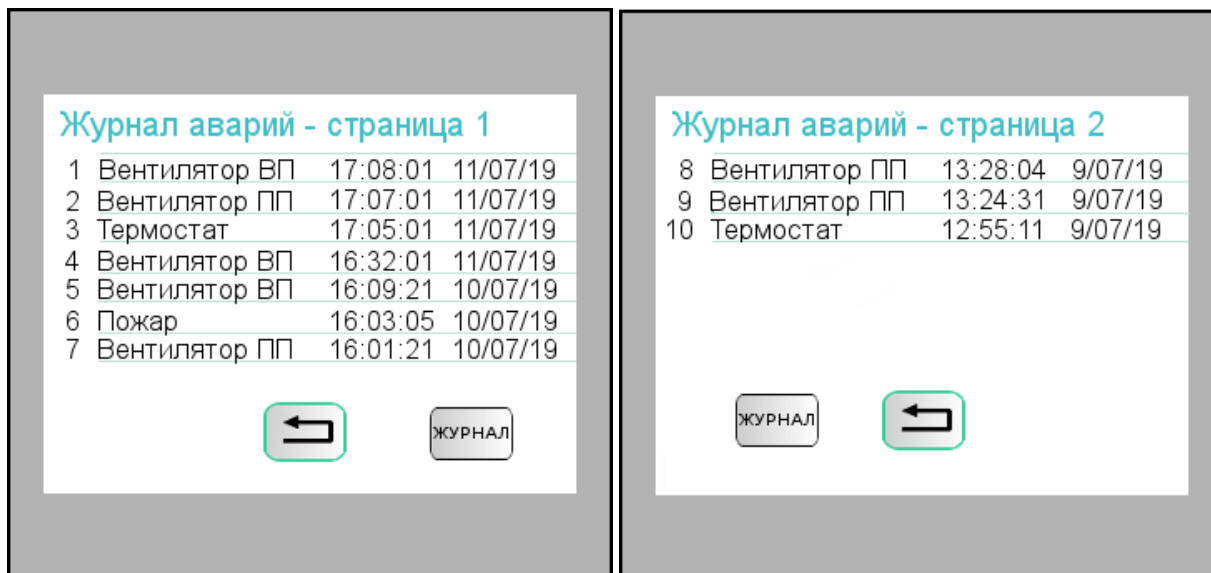 Журнал аварий - страница 1
1 Вентилятор ВП 17:08:01 11/07/19
2 Вентилятор ПП 17:07:01 11/07/19
3 Термостат 17:05:01 11/07/19
4 Вентилятор ВП 16:32:01 11/07/19
5 Вентилятор ВП 16:09:21 10/07/19
6 Пожар 16:03:05 10/07/19
7 Вентилятор ПП 16:01:21 10/07/19
ЖУРНАЛ
Журнал аварий - страница 2
8 Вентилятор ПП 13:28:04 9/07/19
9 Вентилятор ПП 13:24:31 9/07/19
10 Термостат 12:55:11 9/07/19
ЖУРНАЛ